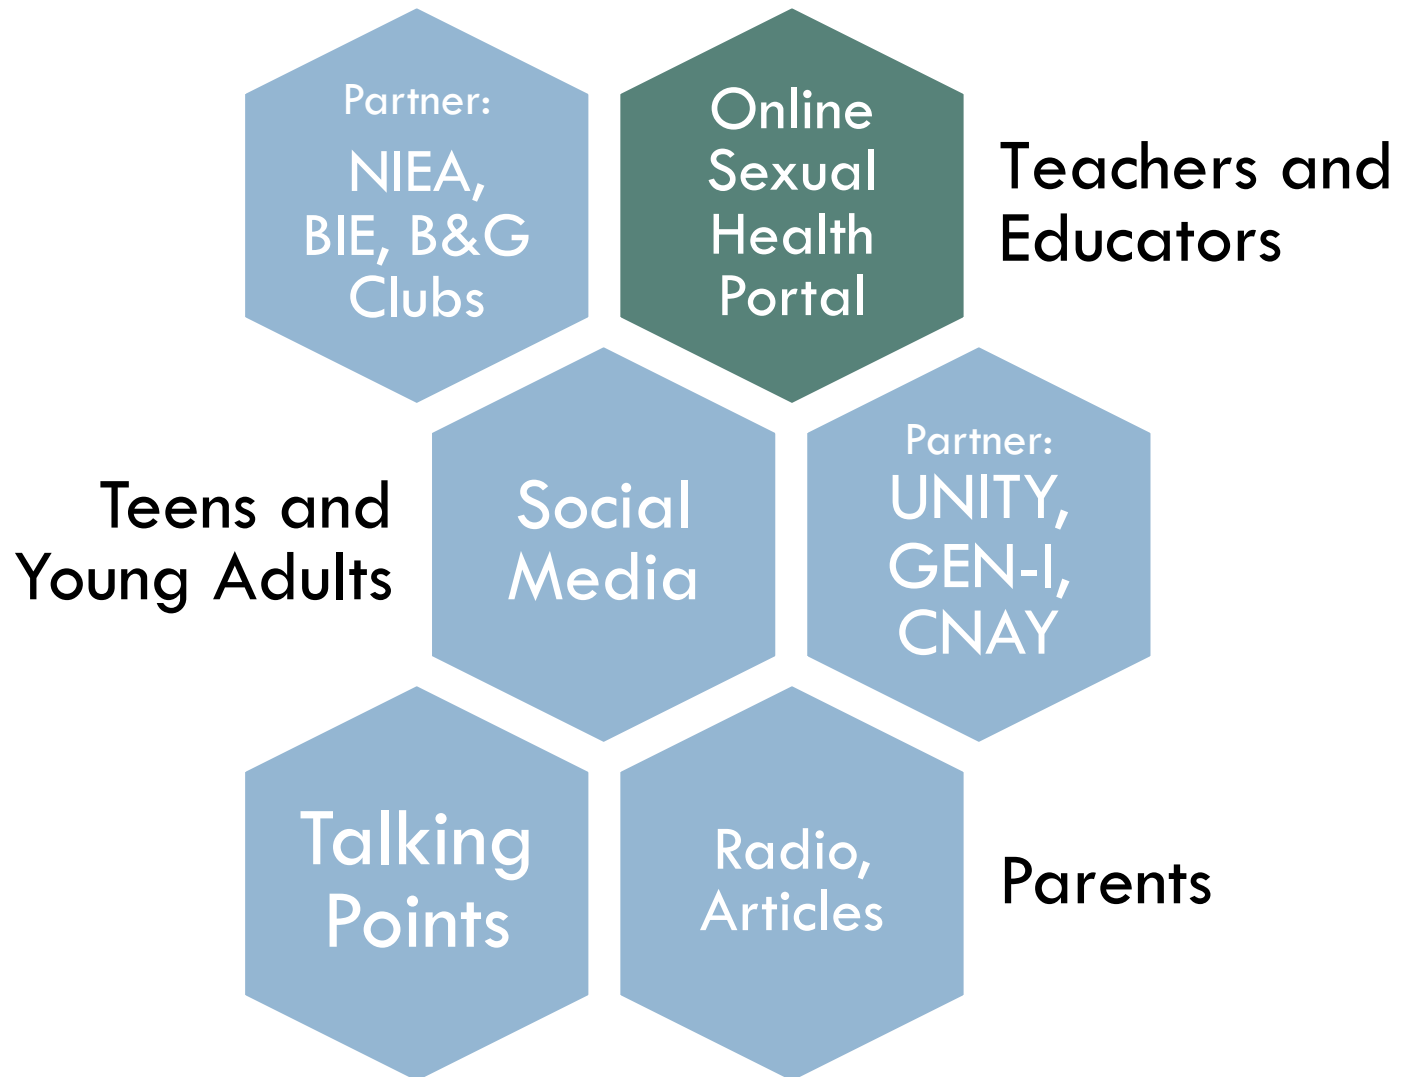 Partner:
NIEA,
BIE, B&G
Clubs
Online
Sexual
Health
Portal
Teachers and
Educators
Teens and
Young Adults
Social
Media
Partner:
UNITY,
GEN-I,
CNAY
Talking
Points
Radio,
Articles
Parents